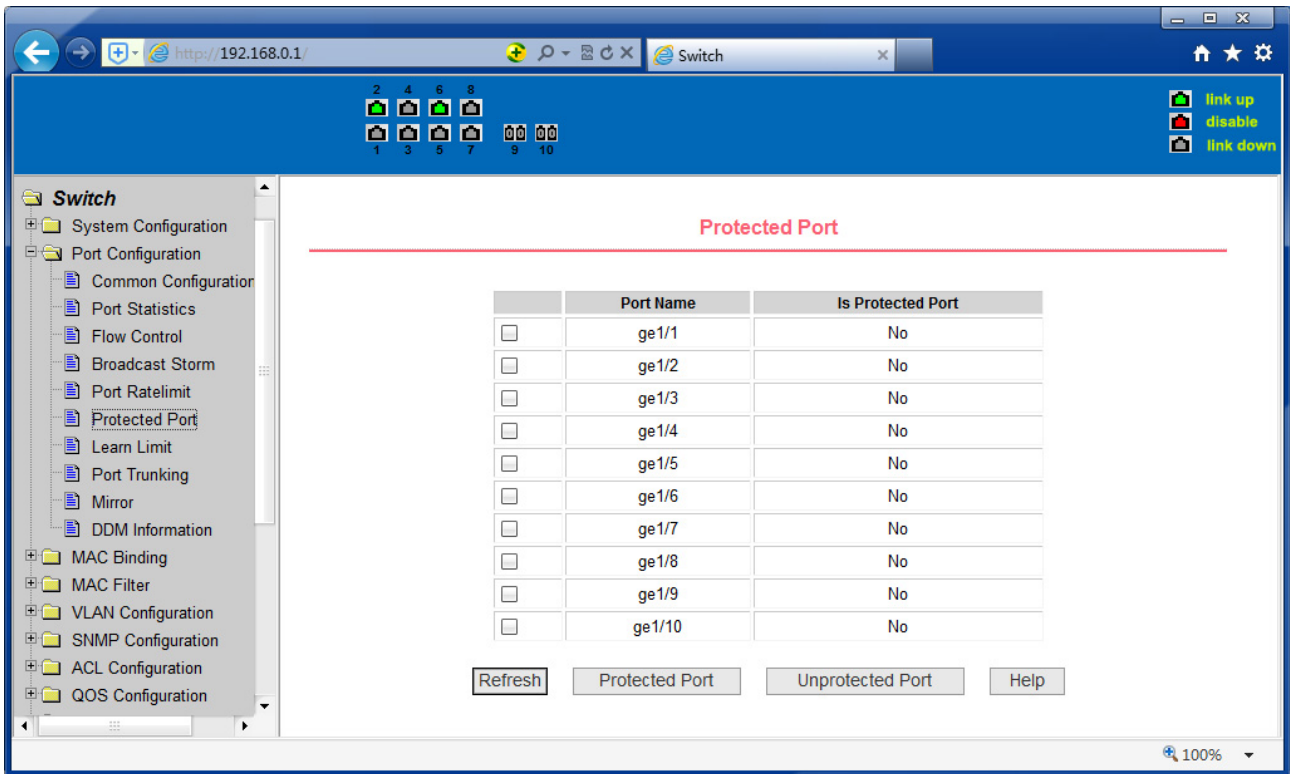 http://192.168.0.1/
Switch
2 4 6 8
1 3 5 7 9 10
link up
disable
link down
Switch
System Configuration
Port Configuration
Common Configuration
Port Statistics
Flow Control
Broadcast Storm
Port Ratelimit
Protected Port
Learn Limit
Port Trunking
Mirror
DDM Information
MAC Binding
MAC Filter
VLAN Configuration
SNMP Configuration
ACL Configuration
QOS Configuration
Protected Port
Port Name Is Protected Port
ge1/1 No
ge1/2 No
ge1/3 No
ge1/4 No
ge1/5 No
ge1/6 No
ge1/7 No
ge1/8 No
ge1/9 No
ge1/10 No
Refresh Protected Port Unprotected Port Help
100%